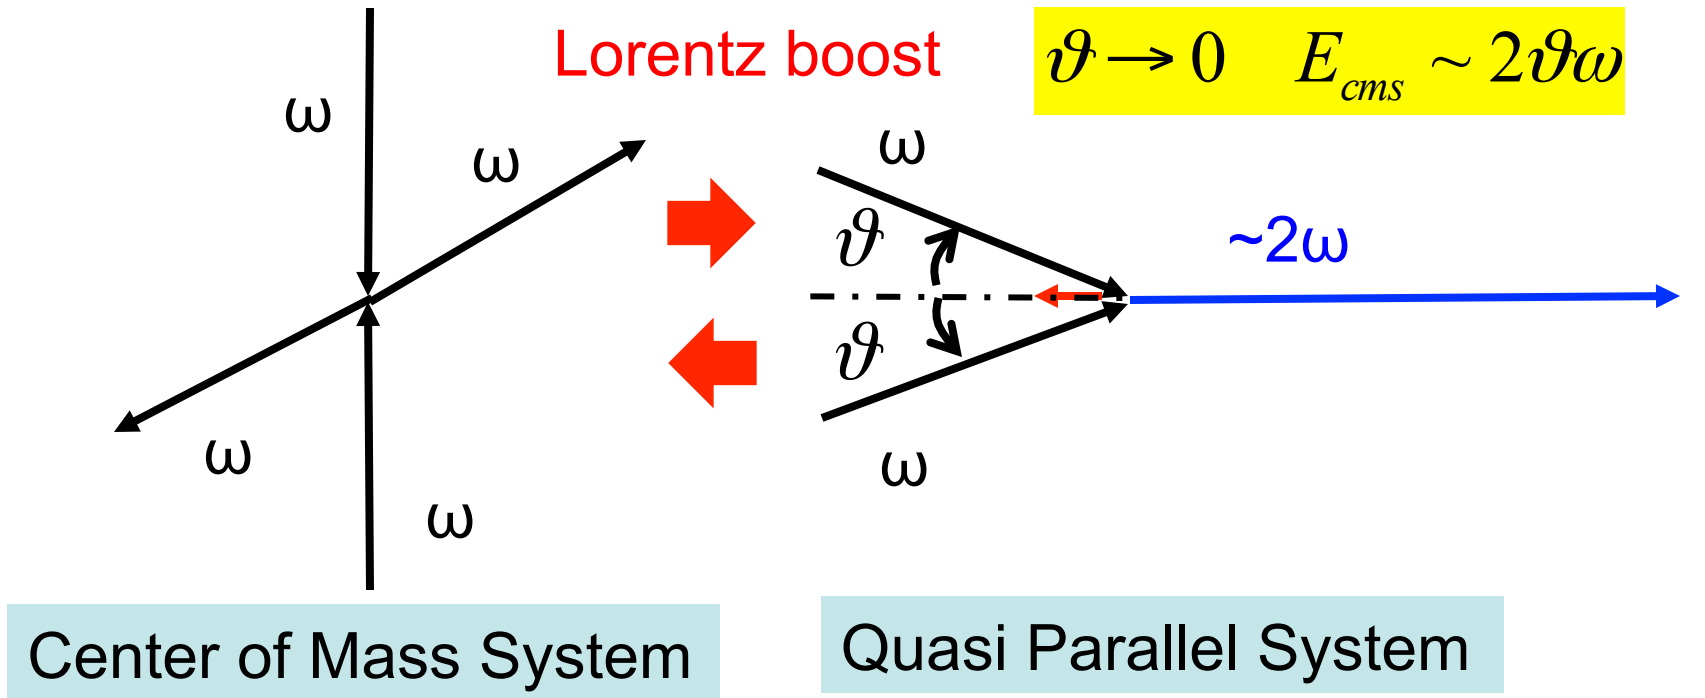 Lorentz boost
ϑ → 0 E_cms ~ 2ϑω
ω
ω
ω
ω
ω
ϑ
~2ω
ϑ
ω
Center of Mass System
Quasi Parallel System